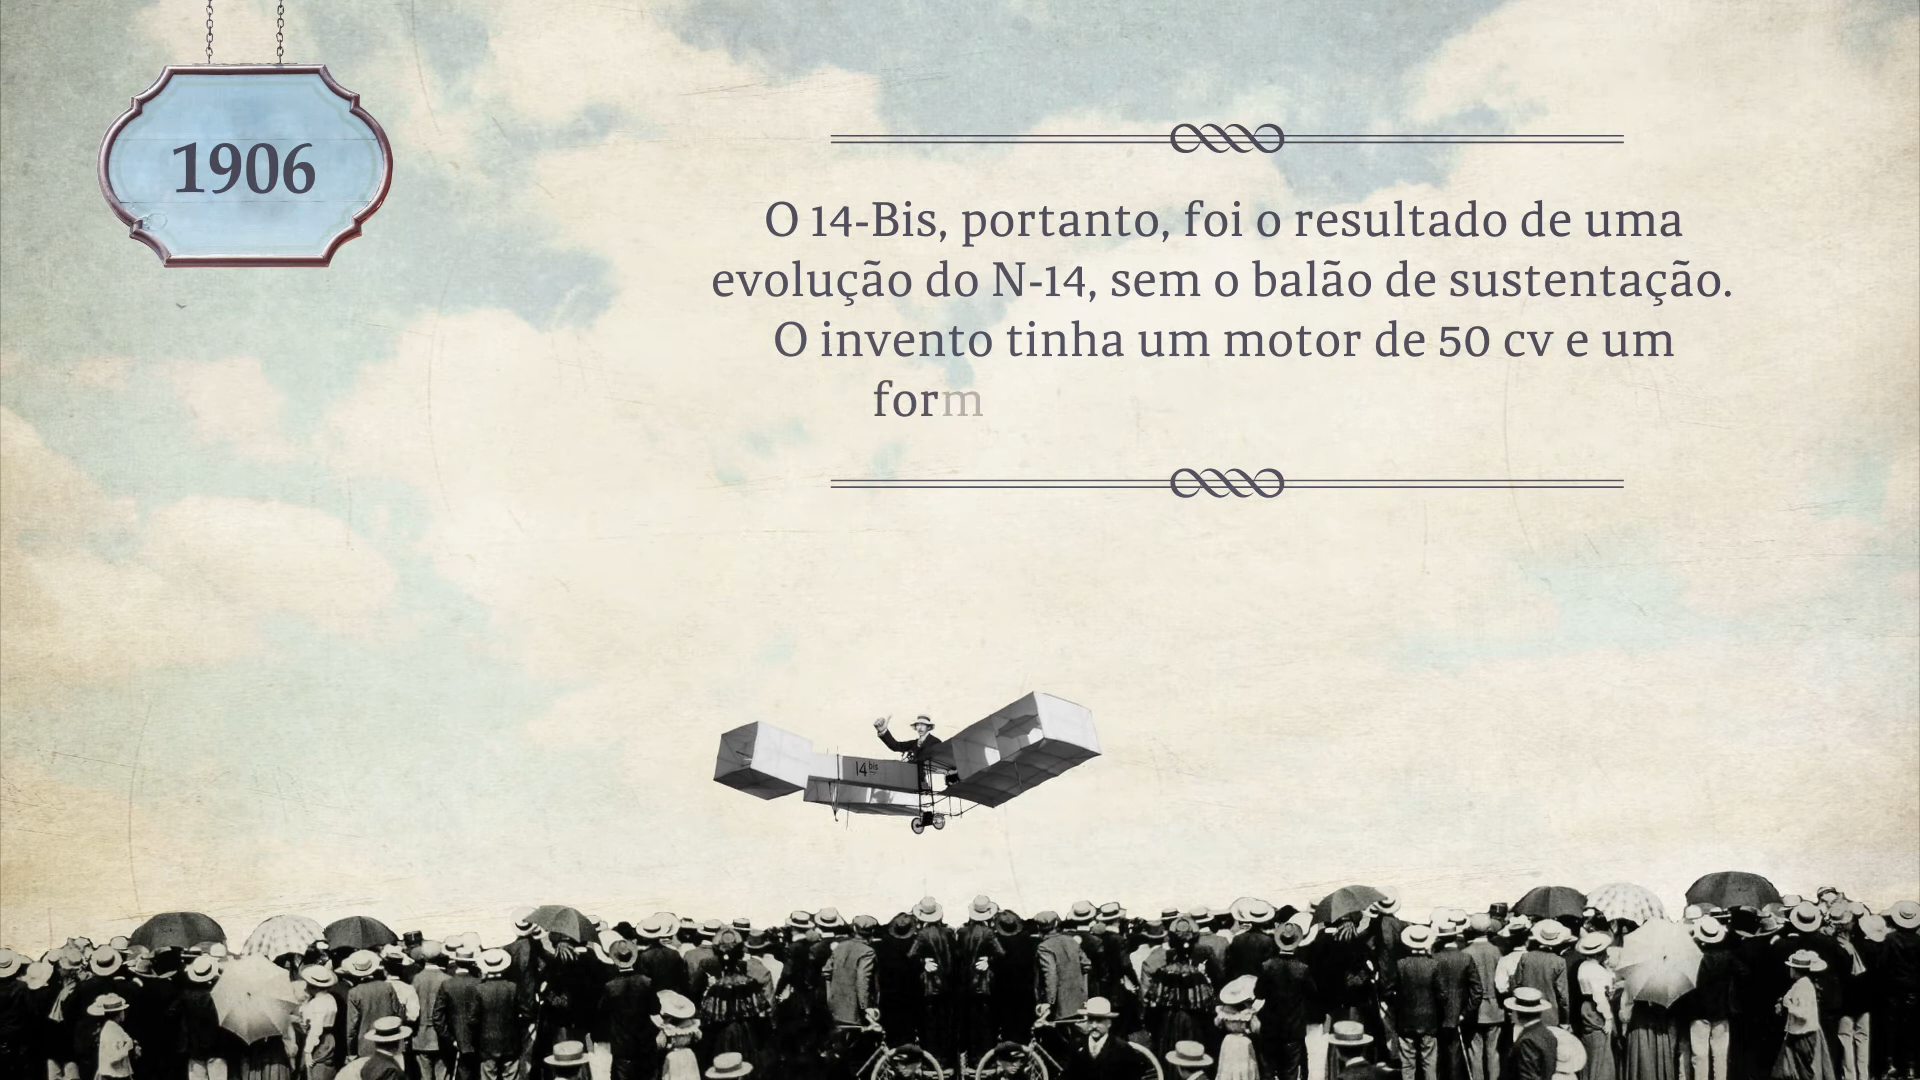 1906
O 14-Bis, portanto, foi o resultado de uma
evolução do N-14, sem o balão de sustentação.
O invento tinha um motor de 50 cv e um
form
14 bis